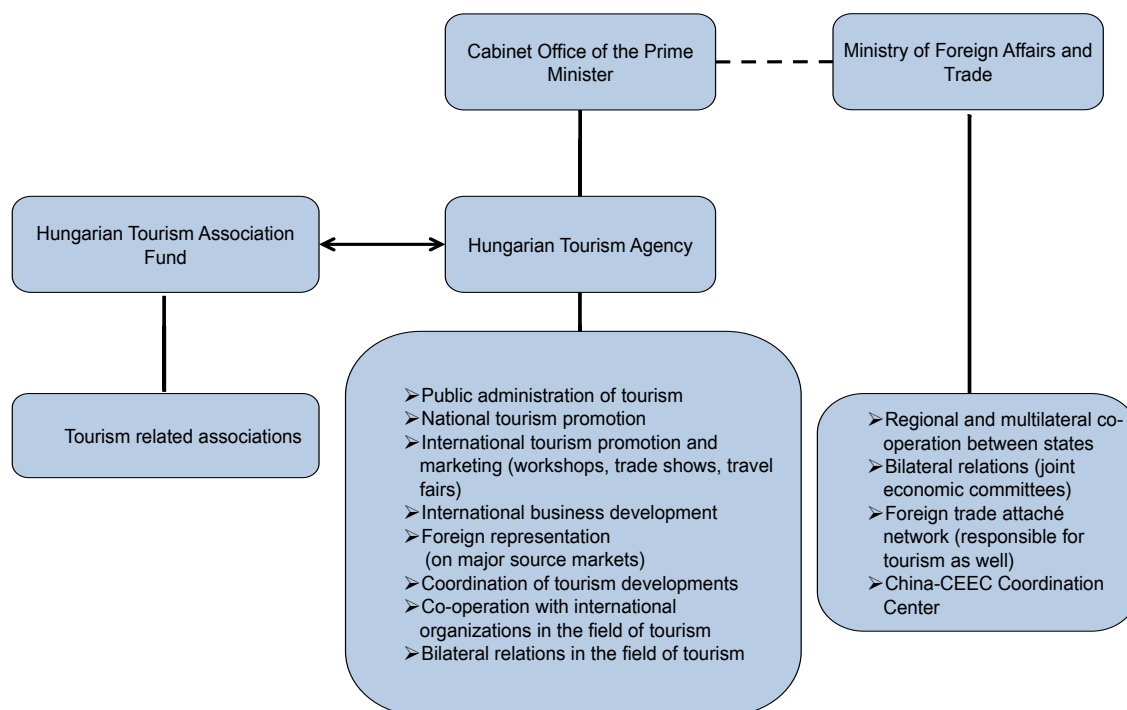 Cabinet Office of the Prime
Minister
Ministry of Foreign Affairs and
Trade
Hungarian Tourism Association
Fund
Hungarian Tourism Agency
Tourism related associations
➢Public administration of tourism
➢National tourism promotion
➢International tourism promotion and
marketing (workshops, trade shows, travel
fairs)
➢International business development
➢Foreign representation
(on major source markets)
➢Coordination of tourism developments
➢Co-operation with international
organizations in the field of tourism
➢Bilateral relations in the field of tourism
➢Regional and multilateral co-
operation between states
➢Bilateral relations (joint
economic committees)
➢Foreign trade attaché
network (responsible for
tourism as well)
➢China-CEEC Coordination
Center